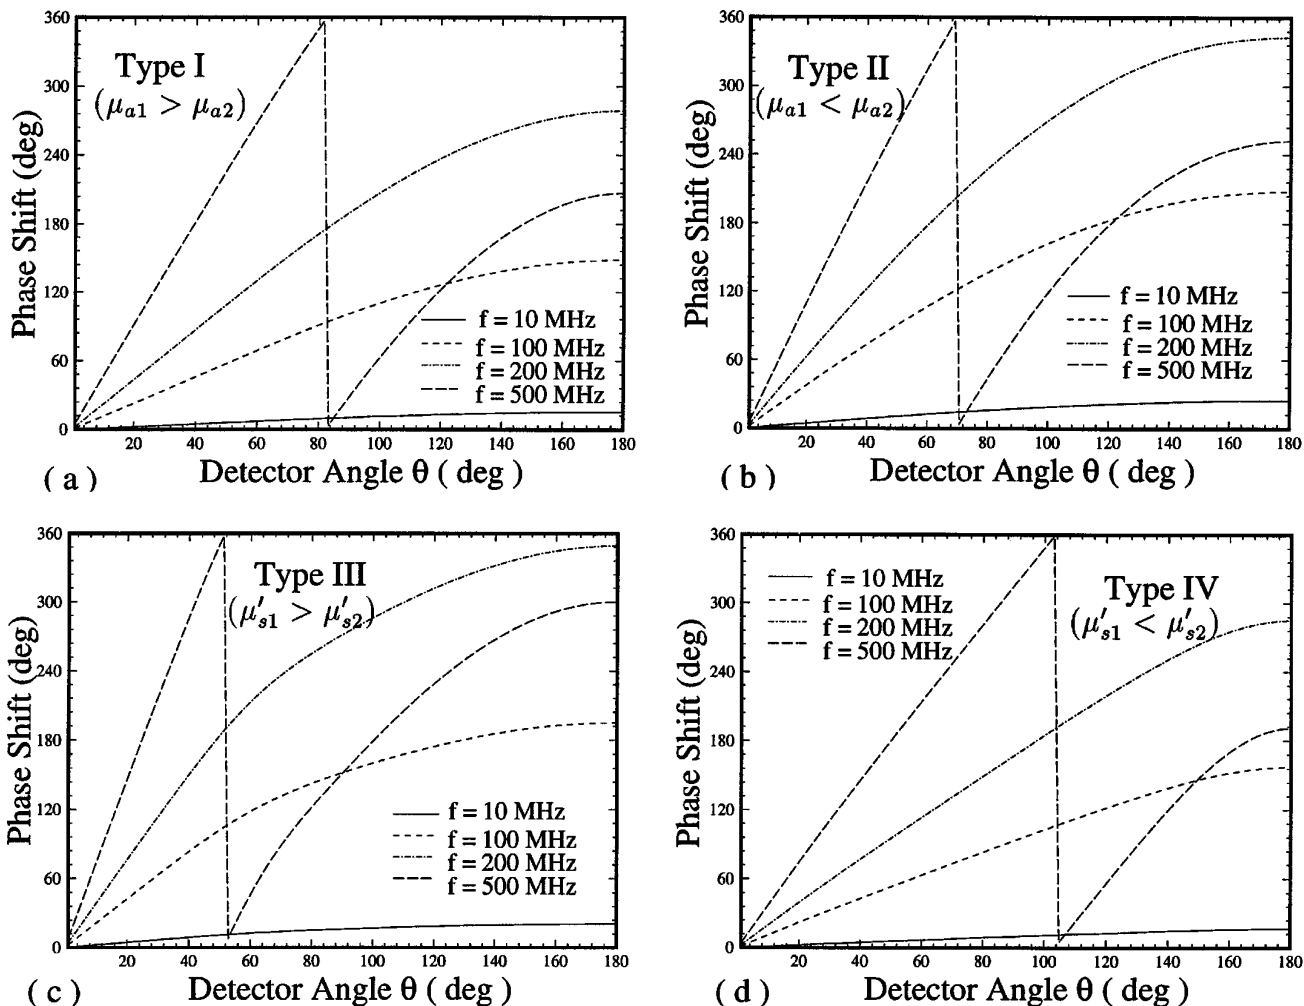 360
300
240
180
120
60
0
Phase Shift (deg)
Type I
(μa1 > μa2)
f = 10 MHz
f = 100 MHz
f = 200 MHz
f = 500 MHz
20 40 60 80 100 120 140 160 180
( a ) Detector Angle θ ( deg )
360
300
240
180
120
60
0
Phase Shift (deg)
Type II
(μa1 < μa2)
f = 10 MHz
f = 100 MHz
f = 200 MHz
f = 500 MHz
20 40 60 80 100 120 140 160 180
( b ) Detector Angle θ ( deg )
360
300
240
180
120
60
0
Phase Shift (deg)
Type III
(μ's1 > μ's2)
f = 10 MHz
f = 100 MHz
f = 200 MHz
f = 500 MHz
20 40 60 80 100 120 140 160 180
( c ) Detector Angle θ ( deg )
360
300
240
180
120
60
0
Phase Shift (deg)
f = 10 MHz
f = 100 MHz
f = 200 MHz
f = 500 MHz
Type IV
(μ's1 < μ's2)
20 40 60 80 100 120 140 160 180
( d ) Detector Angle θ ( deg )